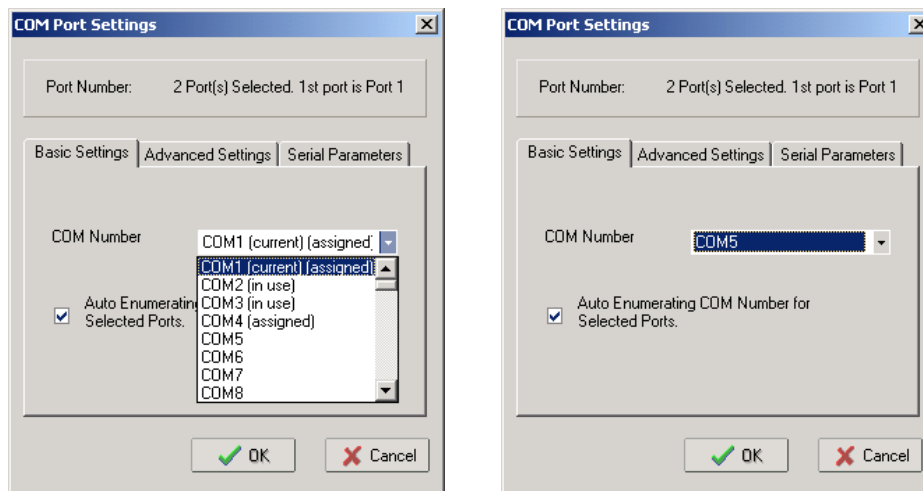 COM Port Settings
Port Number: 2 Port(s) Selected. 1st port is Port 1
Basic Settings Advanced Settings Serial Parameters
COM Number COM1 (current) (assigned)
COM1 (current) (assigned)
COM2 (in use)
COM3 (in use)
Auto Enumerating
COM4 (assigned)
Selected Ports.
COM5
COM6
COM7
COM8
OK Cancel
COM Port Settings
Port Number: 2 Port(s) Selected. 1st port is Port 1
Basic Settings Advanced Settings Serial Parameters
COM Number COM5
Auto Enumerating COM Number for
Selected Ports.
OK Cancel